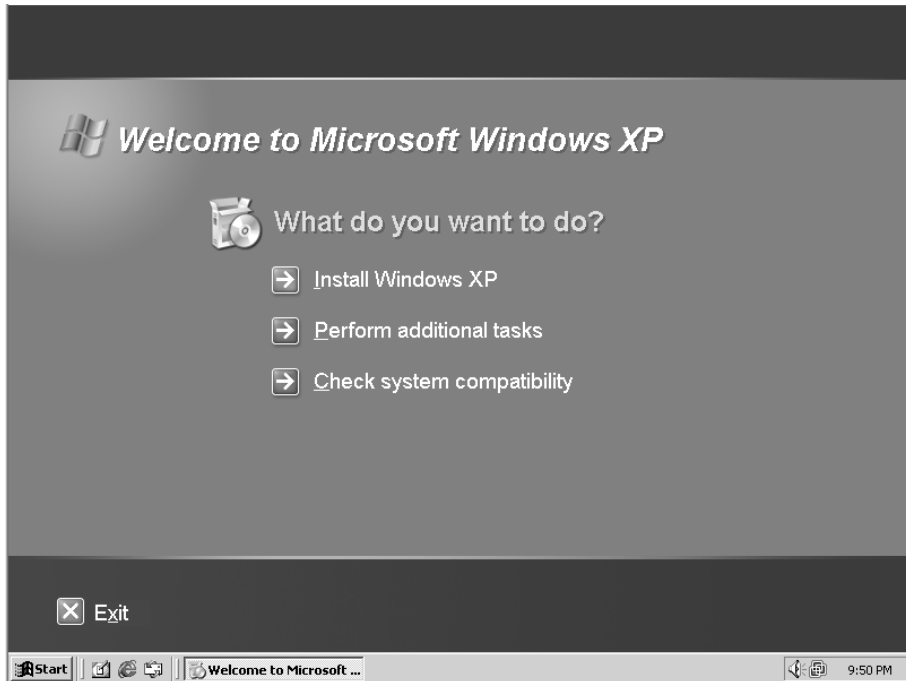 Welcome to Microsoft Windows XP
What do you want to do?
Install Windows XP
Perform additional tasks
Check system compatibility
Exit
Start
Welcome to Microsoft ...
9:50 PM